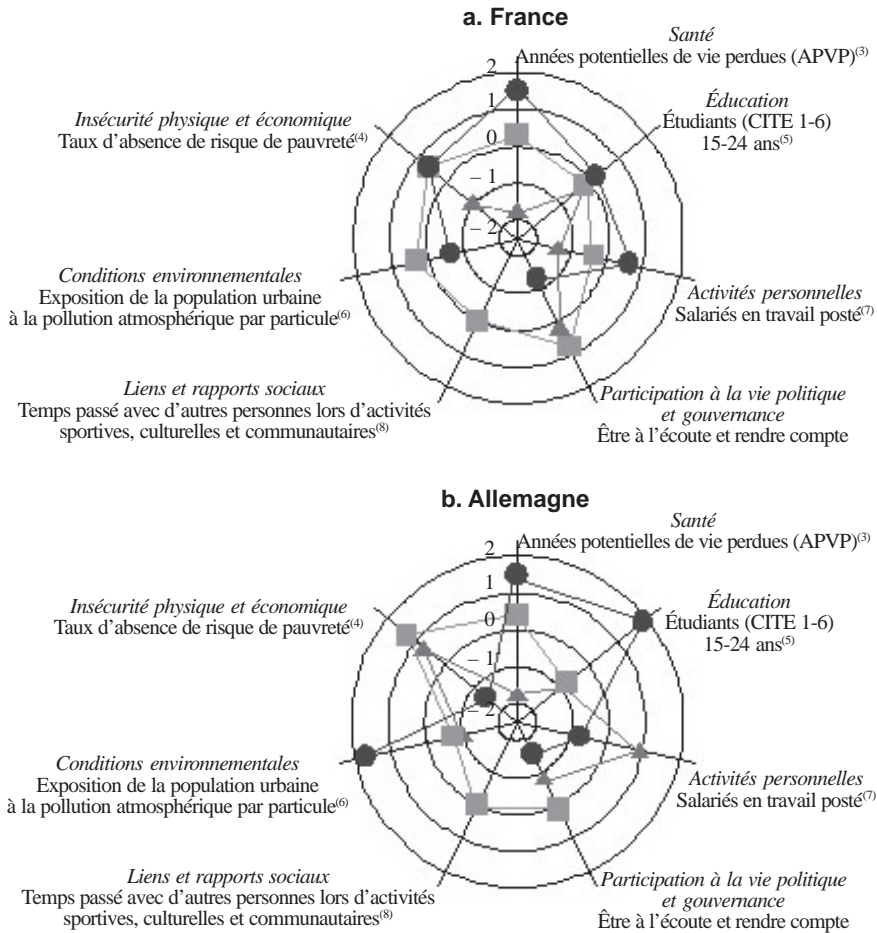 a. France
Santé
Années potentielles de vie perdues (APVP)(3)
Éducation
Étudiants (CITE 1-6)
15-24 ans(5)
Insécurité physique et économique
Taux d'absence de risque de pauvreté(4)
2
1
0
– 1
– 2
Conditions environnementales
Exposition de la population urbaine
à la pollution atmosphérique par particule(6)
Activités personnelles
Salariés en travail posté(7)
Liens et rapports sociaux
Temps passé avec d'autres personnes lors d'activités
sportives, culturelles et communautaires(8)
Participation à la vie politique
et gouvernance
Être à l'écoute et rendre compte
b. Allemagne
Santé
Années potentielles de vie perdues (APVP)(3)
Éducation
Étudiants (CITE 1-6)
15-24 ans(5)
Insécurité physique et économique
Taux d'absence de risque de pauvreté(4)
2
1
0
– 1
– 2
Conditions environnementales
Exposition de la population urbaine
à la pollution atmosphérique par particule(6)
Activités personnelles
Salariés en travail posté(7)
Liens et rapports sociaux
Temps passé avec d'autres personnes lors d'activités
sportives, culturelles et communautaires(8)
Participation à la vie politique
et gouvernance
Être à l'écoute et rendre compte